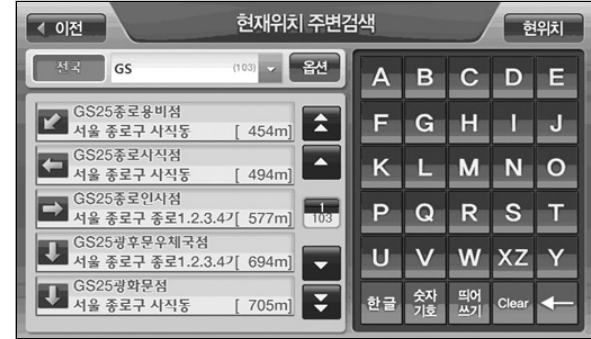 이전
현재위치 주변검색
현위치
전국
GS
(103)
옵션
GS25종로용비점
서울 종로구 사직동 [ 454m]
GS25종로사직점
서울 종로구 사직동 [ 494m]
GS25종로인사점
서울 종로구 종로1.2.3.4가[ 577m]
GS25광후문우체국점
서울 종로구 종로1.2.3.4가[ 694m]
GS25광화문점
서울 종로구 사직동 [ 705m]
1
103
A B C D E
F G H I J
K L M N O
P Q R S T
U V W XZ Y
한글 숫자 기호 띄어 쓰기 Clear